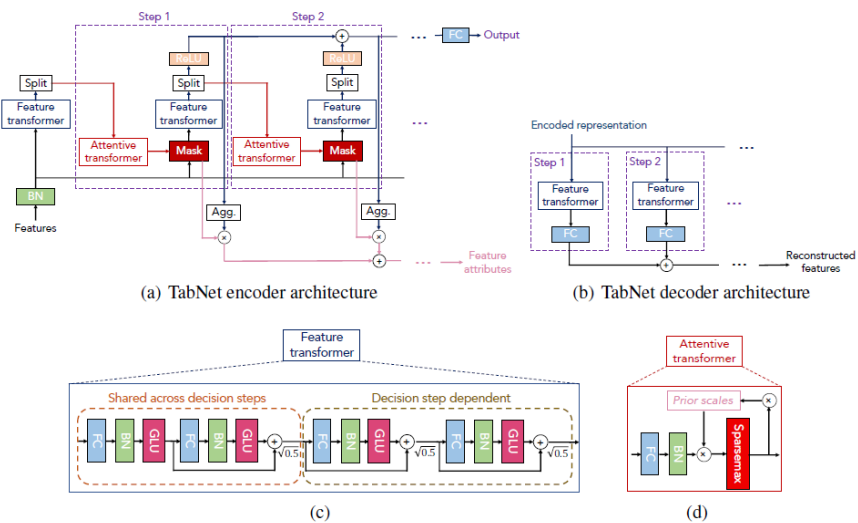 Step 1
Step 2
FC
Output
ReLU
ReLU
Split
Split
Split
Feature
transformer
Feature
transformer
Feature
transformer
Attentive
transformer
Mask
Attentive
transformer
Mask
BN
Features
Agg.
Agg.
Feature
attributes
(a) TabNet encoder architecture
Encoded representation
Step 1
Step 2
Feature
transformer
Feature
transformer
FC
FC
Reconstructed
features
(b) TabNet decoder architecture
Feature
transformer
Shared across decision steps
Decision step dependent
FC
BN
GLU
FC
BN
GLU
√0.5
FC
BN
GLU
√0.5
FC
BN
GLU
√0.5
(c)
Attentive
transformer
Prior scales
FC
BN
Sparsemax
(d)